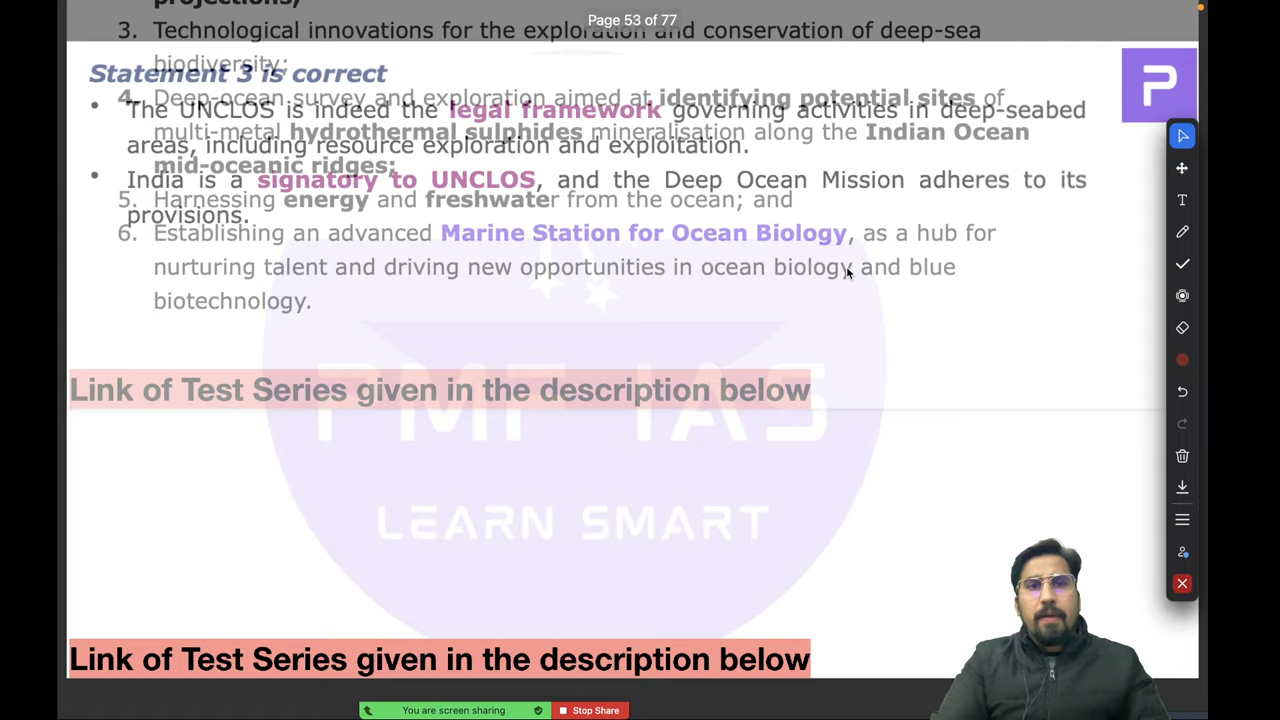 projections;
Page 53 of 77
3. Technological innovations for the exploration and conservation of deep-sea
biodiversity;
Statement 3 is correct
4. Deep-ocean survey and exploration aimed at identifying potential sites of
• The UNCLOS is indeed the legal framework governing activities in deep-seabed
multi-metal hydrothermal sulphides mineralisation along the Indian Ocean
areas, including resource exploration and exploitation.
mid-oceanic ridges;
• India is a signatory to UNCLOS, and the Deep Ocean Mission adheres to its
5. Harnessing energy and freshwater from the ocean; and
provisions.
6. Establishing an advanced Marine Station for Ocean Biology, as a hub for
nurturing talent and driving new opportunities in ocean biology and blue
biotechnology.
Link of Test Series given in the description below
PMF IAS
LEARN SMART
Link of Test Series given in the description below
You are screen sharing
Stop Share
P
T